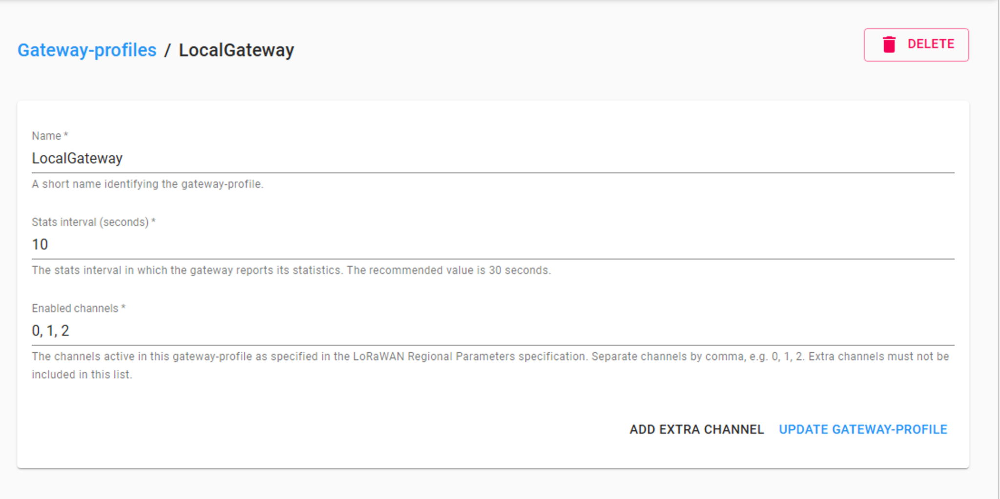 Gateway-profiles / LocalGateway
DELETE
Name *
LocalGateway
A short name identifying the gateway-profile.
Stats interval (seconds) *
10
The stats interval in which the gateway reports its statistics. The recommended value is 30 seconds.
Enabled channels *
0, 1, 2
The channels active in this gateway-profile as specified in the LoRaWAN Regional Parameters specification. Separate channels by comma, e.g. 0, 1, 2. Extra channels must not be
included in this list.
ADD EXTRA CHANNEL UPDATE GATEWAY-PROFILE